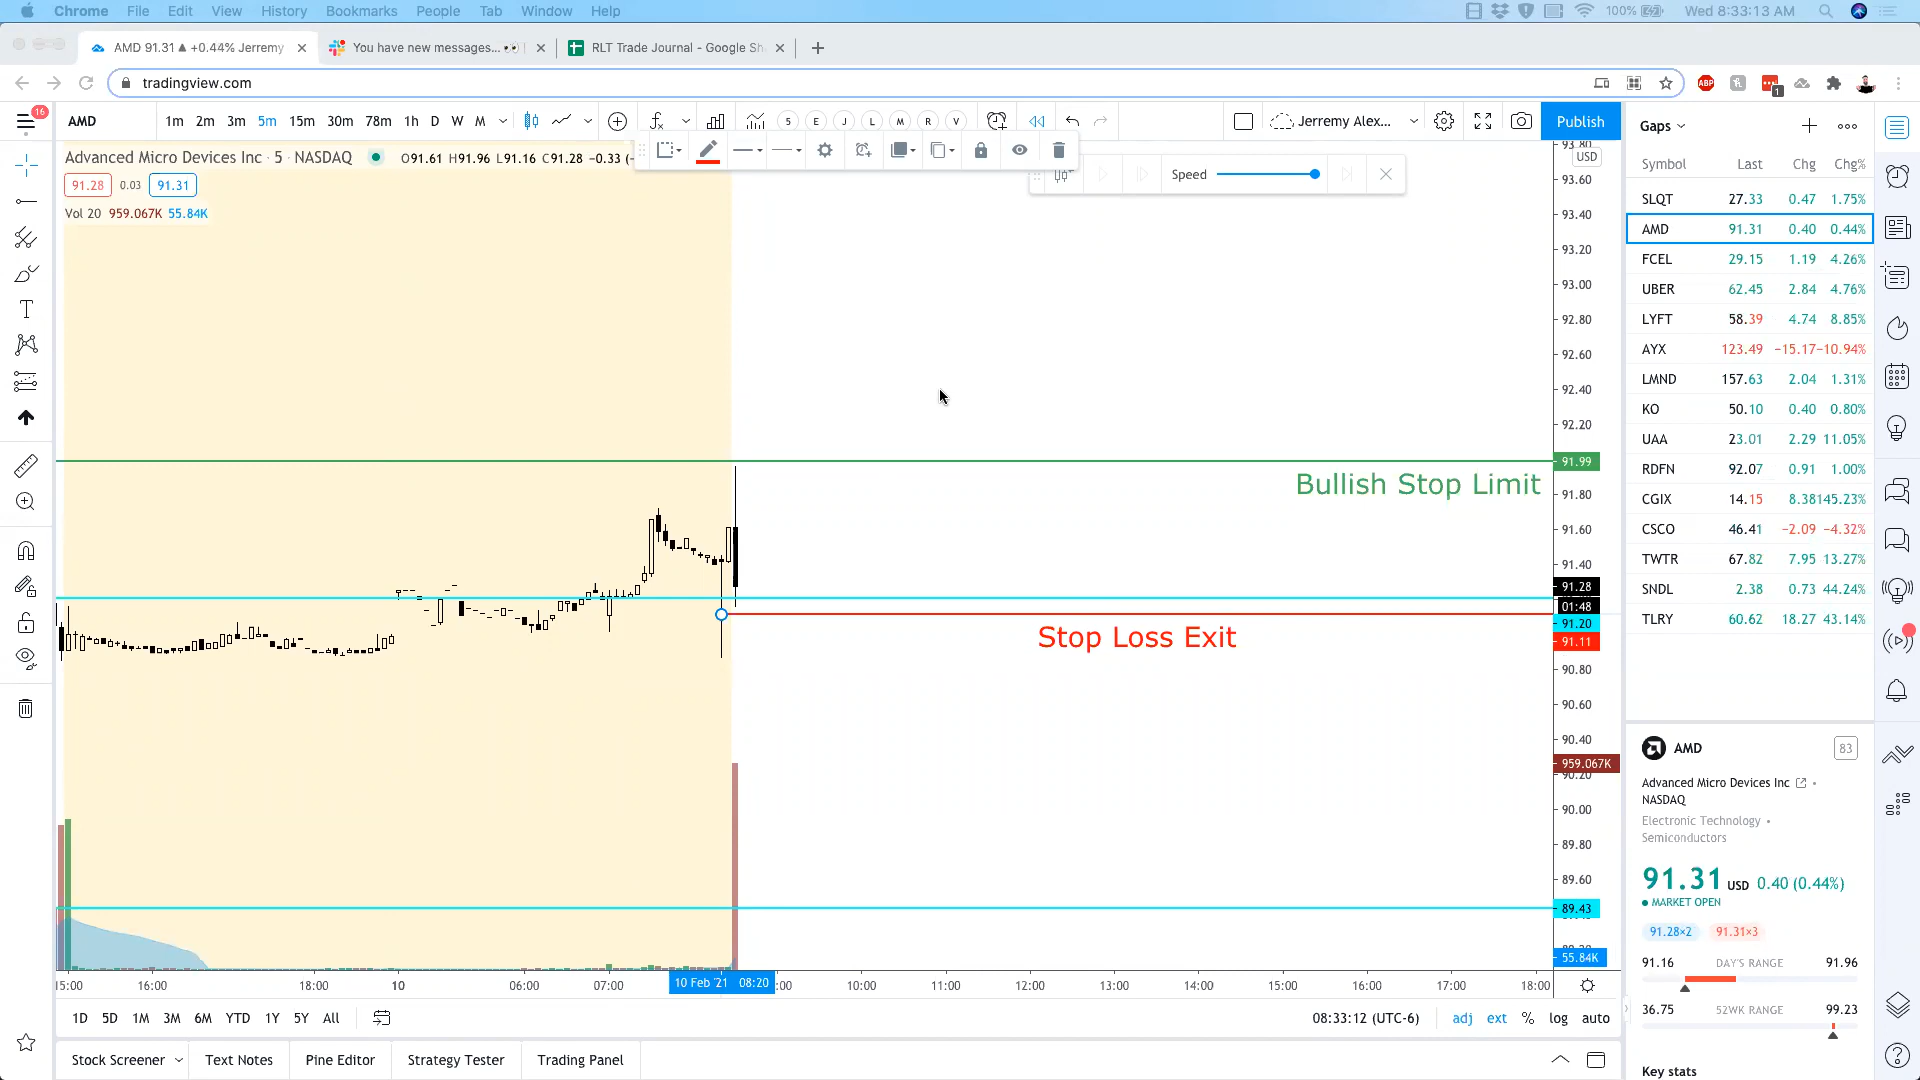 Chrome File Edit View History Bookmarks People Tab Window Help 100% Wed 8:33:13 AM
AMD 91.31 ▲ +0.44% Jerremy
You have new messages...
RLT Trade Journal - Google Sh
tradingview.com
16
AMD 1m 2m 3m 5m 15m 30m 78m 1h D W M S E J L M R V Jerremy Alex... Publish
Advanced Micro Devices Inc · 5 · NASDAQ O91.61 H91.96 L91.16 C91.28 −0.33
91.28 0.03 91.31
Vol 20 959.067K 55.84K
Speed
USD
93.80
93.60
93.40
93.20
93.00
92.80
92.60
92.40
92.20
91.99
Bullish Stop Limit
91.80
91.60
91.40
91.28
01:48
91.20
Stop Loss Exit
91.11
90.80
90.60
90.40
959.067K
90.20
90.00
89.80
89.60
89.43
55.84K
15:00 16:00 18:00 10 06:00 07:00 10 Feb '21 08:20 :00 10:00 11:00 12:00 13:00 14:00 15:00 16:00 17:00 18:00
1D 5D 1M 3M 6M YTD 1Y 5Y All 08:33:12 (UTC-6) adj ext % log auto
Stock Screener Text Notes Pine Editor Strategy Tester Trading Panel
Gaps
Symbol Last Chg Chg%
SLQT 27.33 0.47 1.75%
AMD 91.31 0.40 0.44%
FCEL 29.15 1.19 4.26%
UBER 62.45 2.84 4.76%
LYFT 58.39 4.74 8.85%
AYX 123.49 −15.17 −10.94%
LMND 157.63 2.04 1.31%
KO 50.10 0.40 0.80%
UAA 23.01 2.29 11.05%
RDFN 92.07 0.91 1.00%
CGIX 14.15 8.38 145.23%
CSCO 46.41 −2.09 −4.32%
TWTR 67.82 7.95 13.27%
SNDL 2.38 0.73 44.24%
TLRY 60.62 18.27 43.14%
AMD 83
Advanced Micro Devices Inc
NASDAQ
Electronic Technology •
Semiconductors
91.31 USD 0.40 (0.44%)
MARKET OPEN
91.28×2 91.31×3
91.16 DAY'S RANGE 91.96
36.75 52WK RANGE 99.23
Key stats